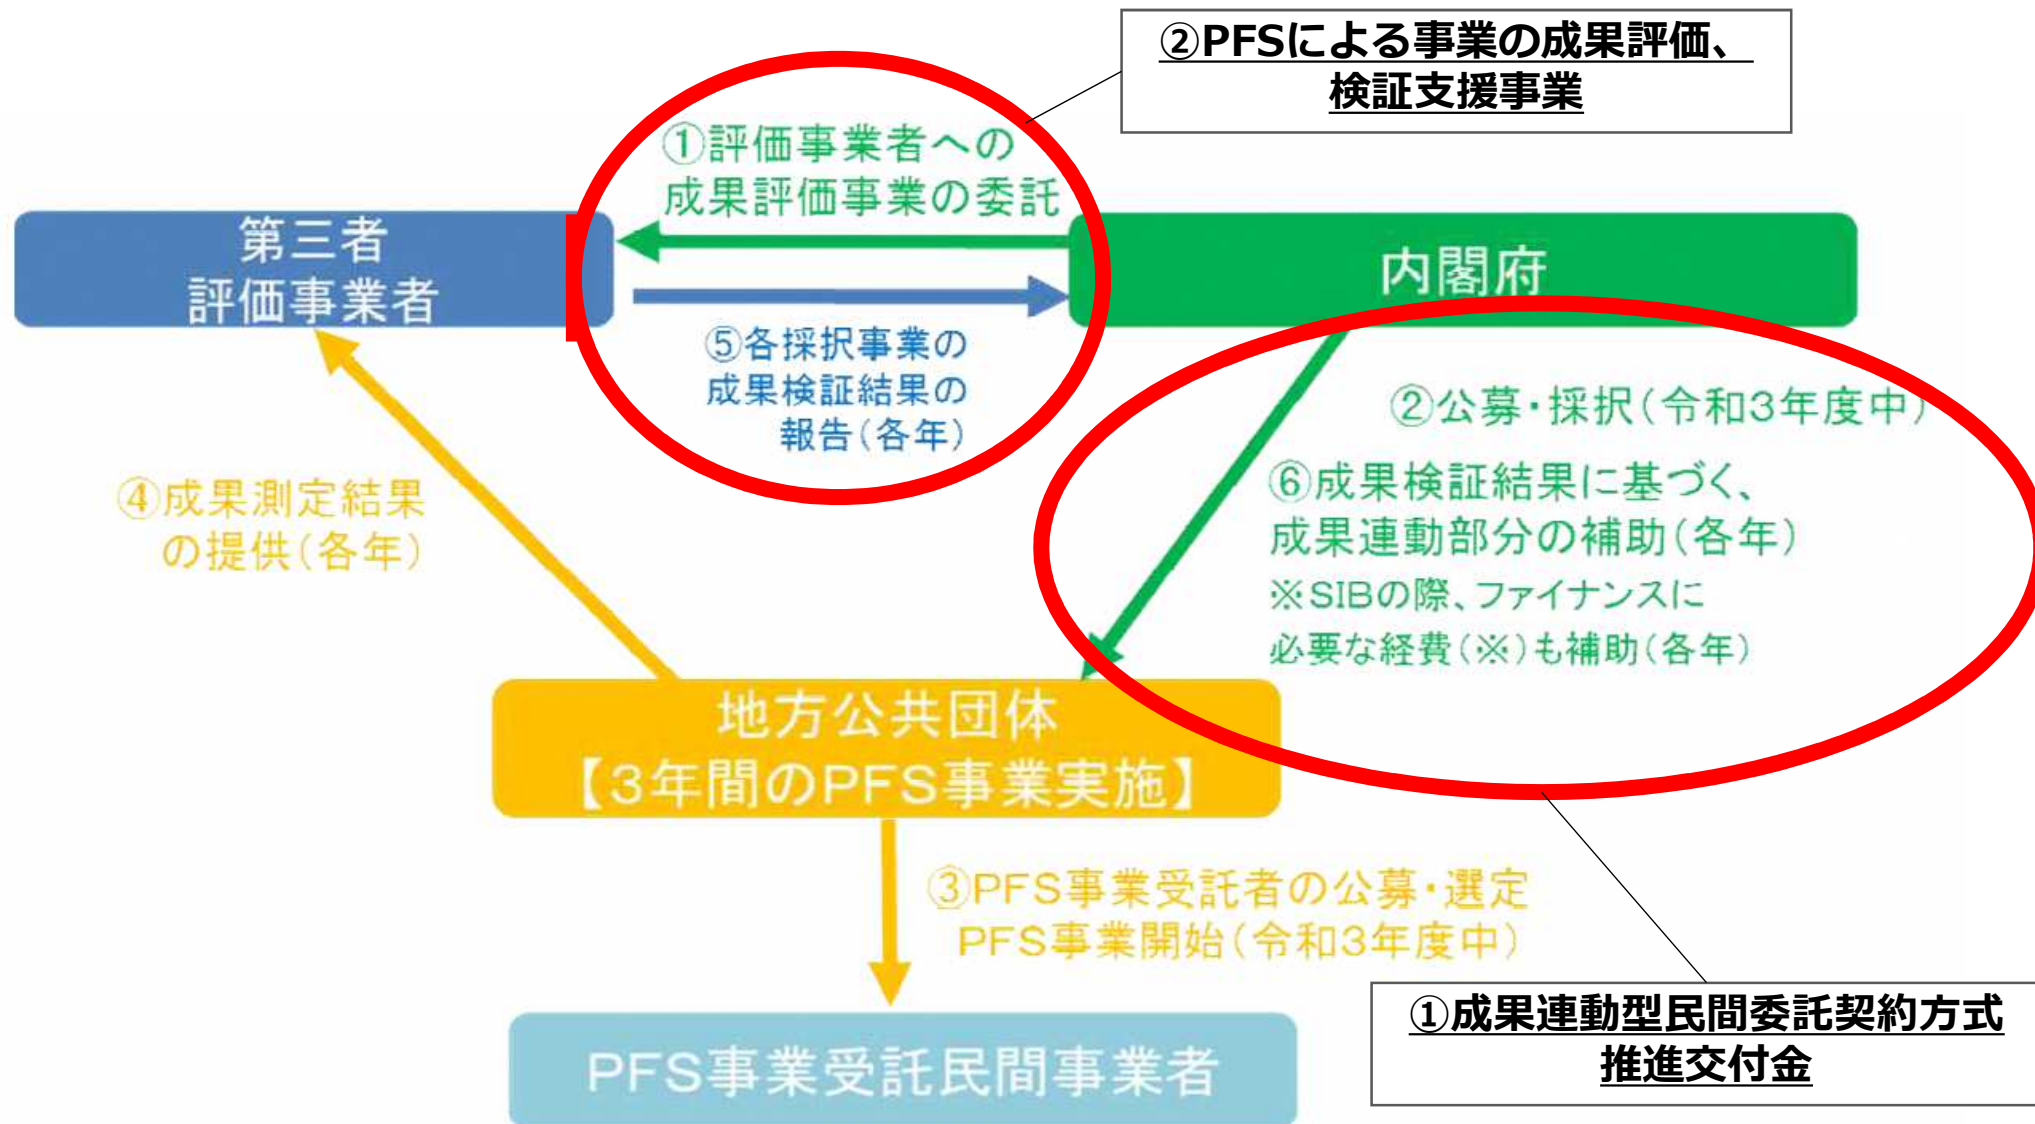 ②PFSによる事業の成果評価、
検証支援事業
①評価事業者への
成果評価事業の委託
第三者
評価事業者
内閣府
⑤各採択事業の
成果検証結果の
報告(各年)
②公募・採択(令和3年度中)
⑥成果検証結果に基づく、
成果連動部分の補助(各年)
※SIBの際、ファイナンスに
必要な経費(※)も補助(各年)
④成果測定結果
の提供(各年)
地方公共団体
【3年間のPFS事業実施】
③PFS事業受託者の公募・選定
PFS事業開始(令和3年度中)
①成果連動型民間委託契約方式
推進交付金
PFS事業受託民間事業者